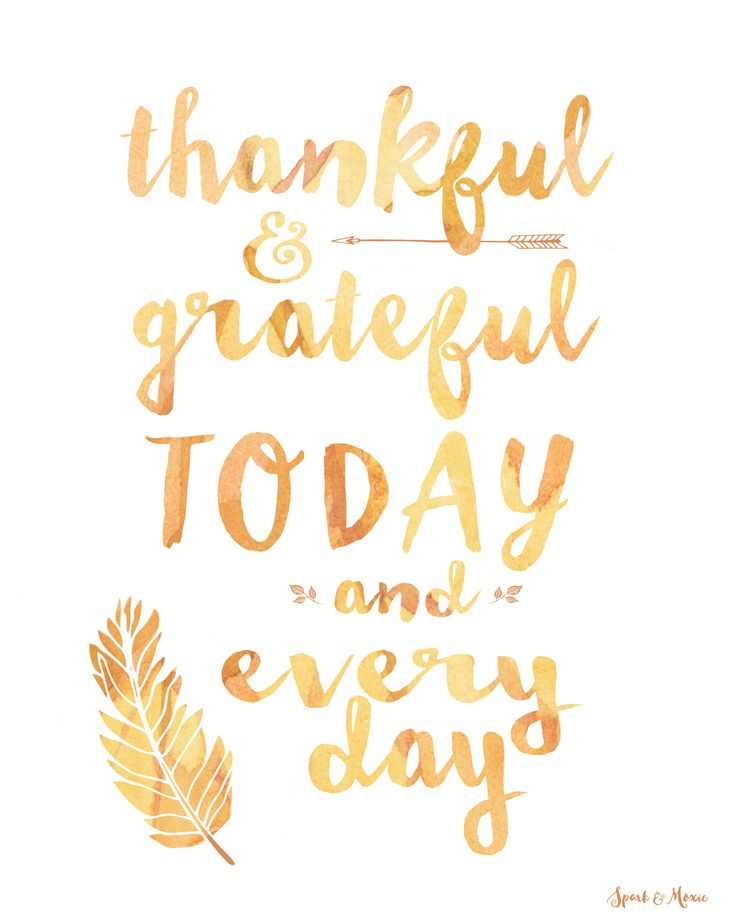 thankful
&
grateful
TODAY
and
every
day
Spark & Moxie